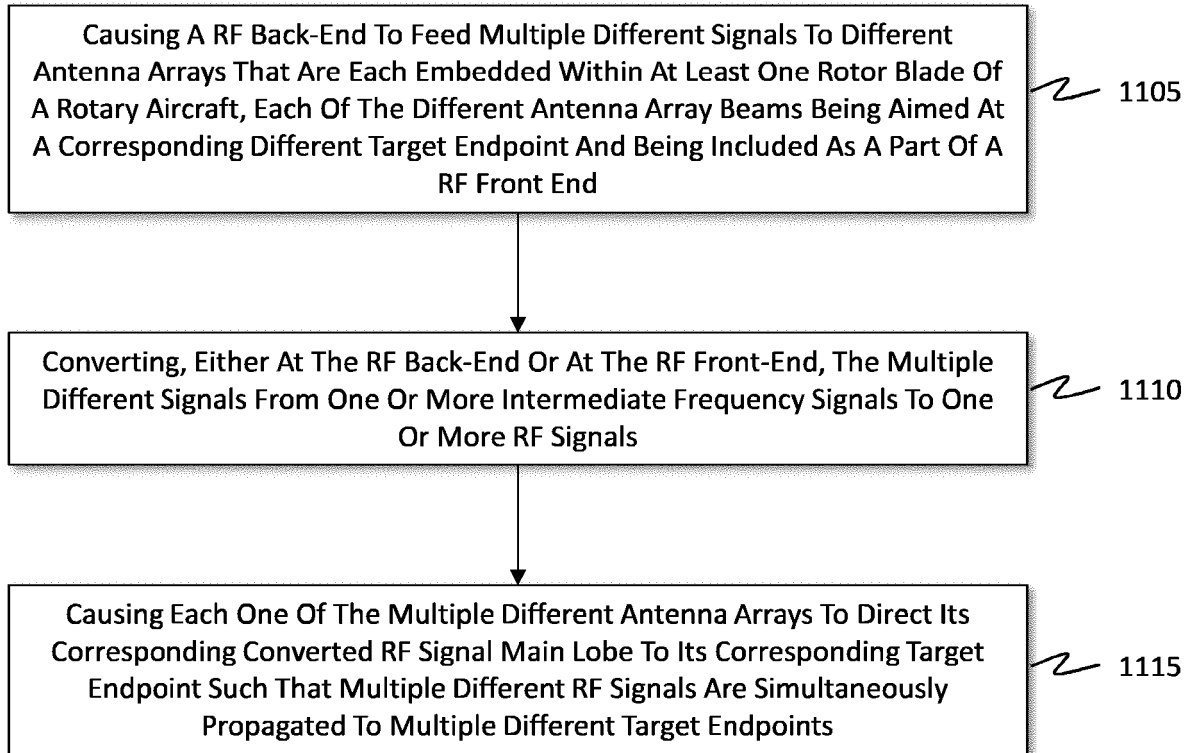 Causing A RF Back-End To Feed Multiple Different Signals To Different
Antenna Arrays That Are Each Embedded Within At Least One Rotor Blade Of
A Rotary Aircraft, Each Of The Different Antenna Array Beams Being Aimed At
A Corresponding Different Target Endpoint And Being Included As A Part Of A
RF Front End
1105
Converting, Either At The RF Back-End Or At The RF Front-End, The Multiple
Different Signals From One Or More Intermediate Frequency Signals To One
Or More RF Signals
1110
Causing Each One Of The Multiple Different Antenna Arrays To Direct Its
Corresponding Converted RF Signal Main Lobe To Its Corresponding Target
Endpoint Such That Multiple Different RF Signals Are Simultaneously
Propagated To Multiple Different Target Endpoints
1115